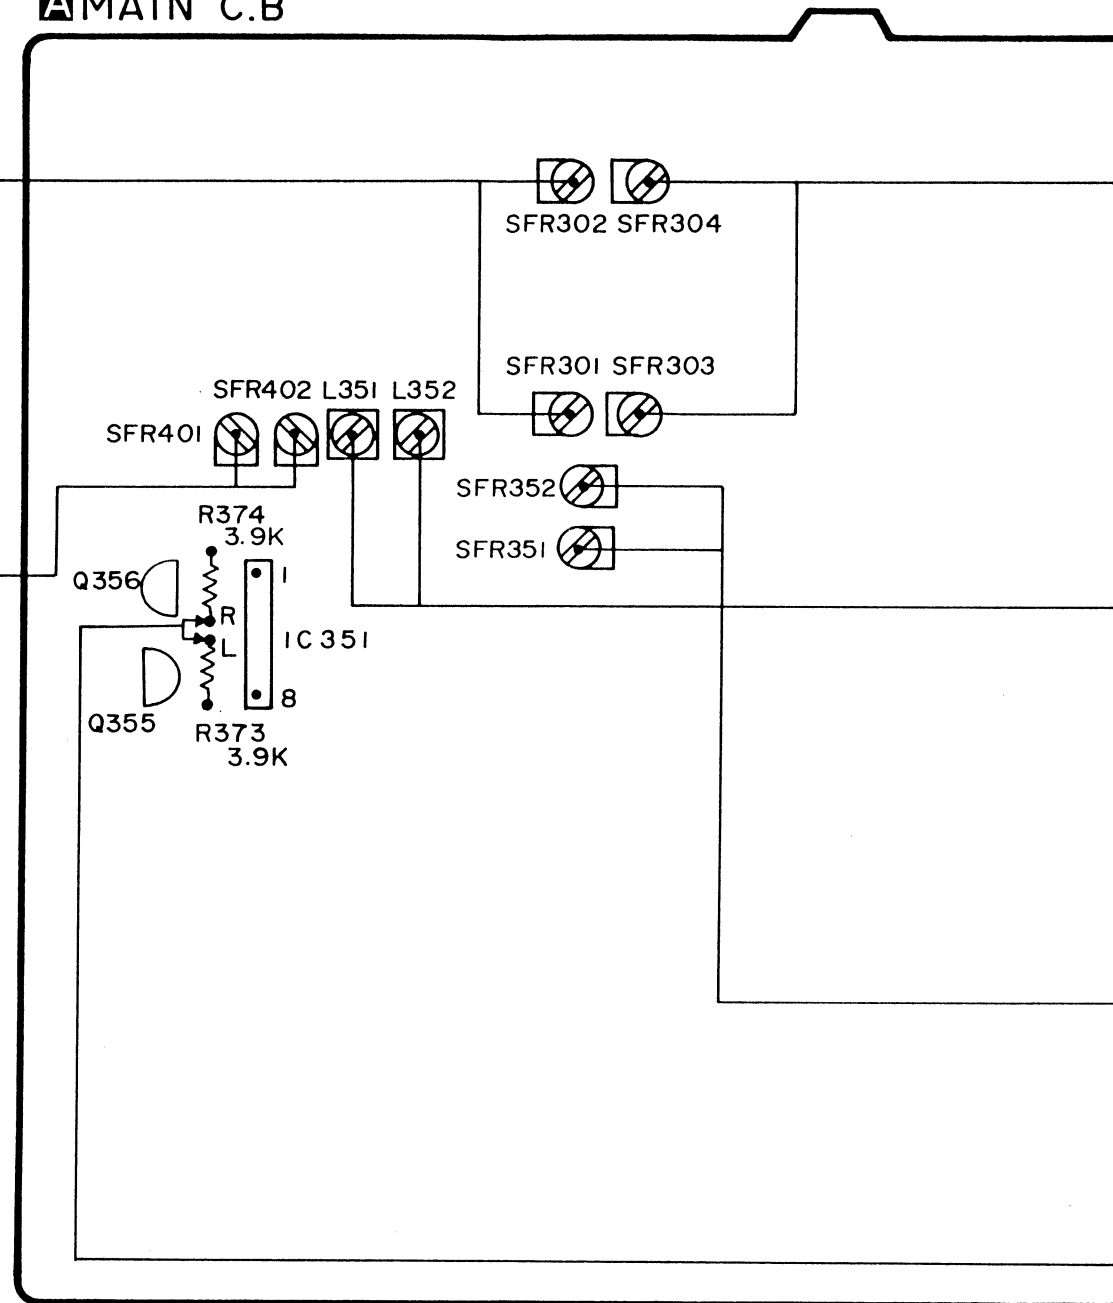 A MAIN C.B
SFR302 SFR304
SFR301 SFR303
SFR402 L351 L352
SFR401
SFR352
R374
3.9K
SFR351
Q356
1
R
IC351
L
8
Q355
R373
3.9K